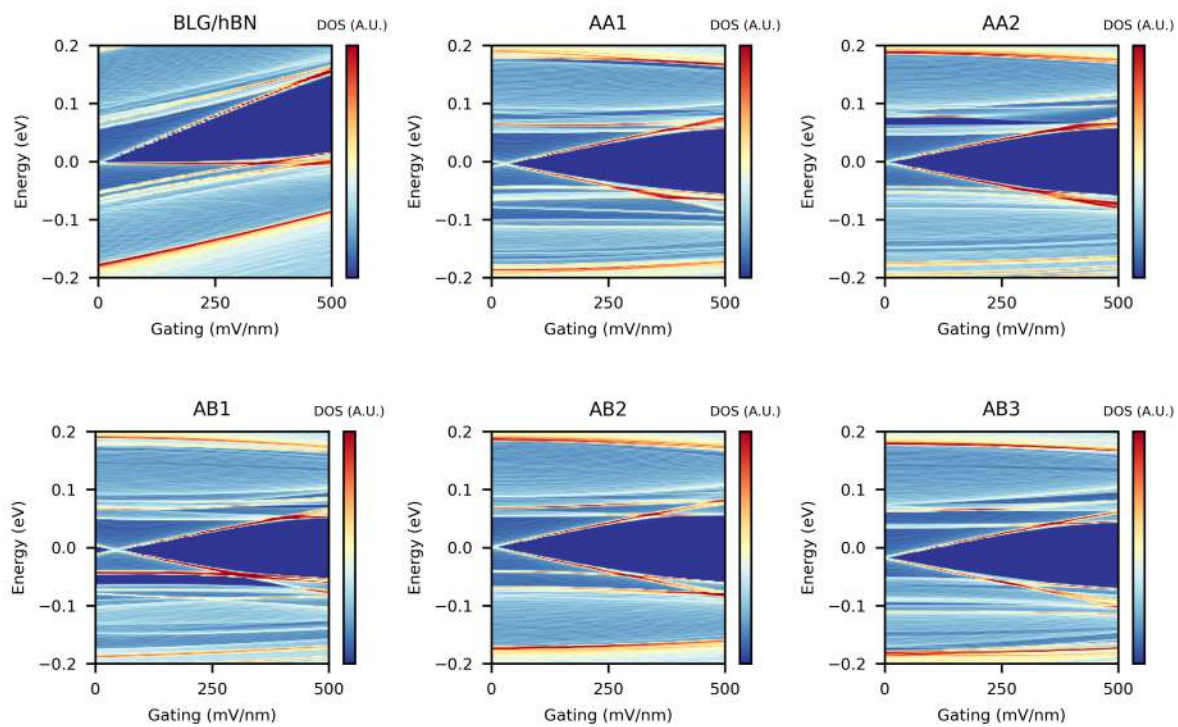 BLG/hBN
DOS (A.U.)
0.2
0.1
0.0
−0.1
−0.2
Energy (eV)
0
250
500
Gating (mV/nm)
AA1
DOS (A.U.)
0.2
0.1
0.0
−0.1
−0.2
Energy (eV)
0
250
500
Gating (mV/nm)
AA2
DOS (A.U.)
0.2
0.1
0.0
−0.1
−0.2
Energy (eV)
0
250
500
Gating (mV/nm)
AB1
DOS (A.U.)
0.2
0.1
0.0
−0.1
−0.2
Energy (eV)
0
250
500
Gating (mV/nm)
AB2
DOS (A.U.)
0.2
0.1
0.0
−0.1
−0.2
Energy (eV)
0
250
500
Gating (mV/nm)
AB3
DOS (A.U.)
0.2
0.1
0.0
−0.1
−0.2
Energy (eV)
0
250
500
Gating (mV/nm)